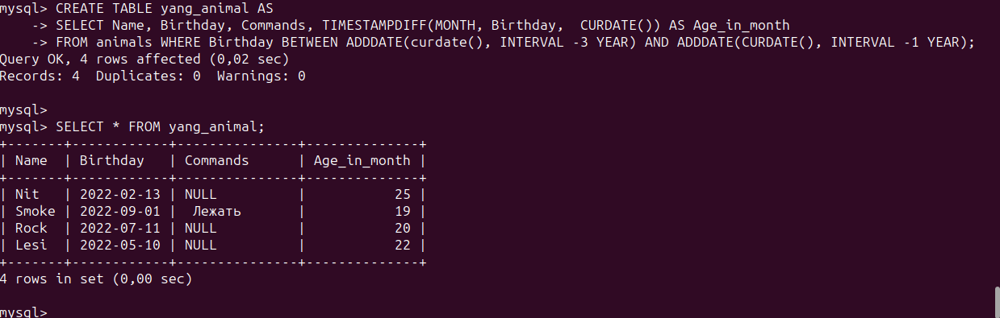 mysql> CREATE TABLE yang_animal AS
    -> SELECT Name, Birthday, Commands, TIMESTAMPDIFF(MONTH, Birthday,  CURDATE()) AS Age_in_month
    -> FROM animals WHERE Birthday BETWEEN ADDDATE(curdate(), INTERVAL -3 YEAR) AND ADDDATE(CURDATE(), INTERVAL -1 YEAR);
Query OK, 4 rows affected (0,02 sec)
Records: 4  Duplicates: 0  Warnings: 0

mysql>
mysql> SELECT * FROM yang_animal;
+-------+------------+---------------+--------------+
| Name  | Birthday   | Commands      | Age_in_month |
+-------+------------+---------------+--------------+
| Nit   | 2022-02-13 | NULL          |           25 |
| Smoke | 2022-09-01 |  Лежать       |           19 |
| Rock  | 2022-07-11 | NULL          |           20 |
| Lesi  | 2022-05-10 | NULL          |           22 |
+-------+------------+---------------+--------------+
4 rows in set (0,00 sec)

mysql>